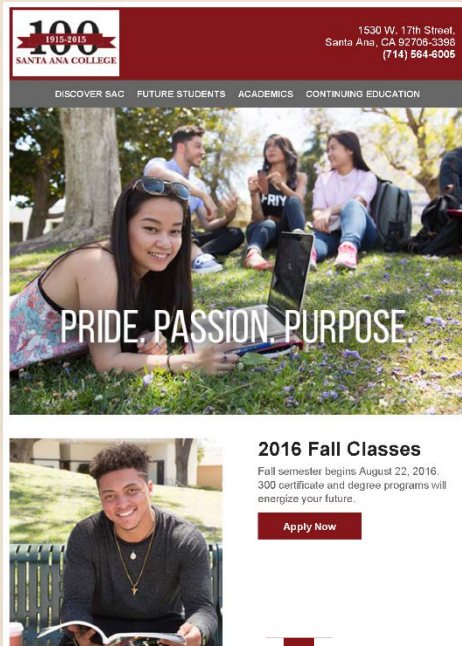 100
1915-2015
SANTA ANA COLLEGE
1530 W. 17th Street,
Santa Ana, CA 92706-3398
(714) 564-6005
DISCOVER SAC FUTURE STUDENTS ACADEMICS CONTINUING EDUCATION
PRIDE. PASSION. PURPOSE.
2016 Fall Classes
Fall semester begins August 22, 2016.
300 certificate and degree programs will
energize your future.
Apply Now